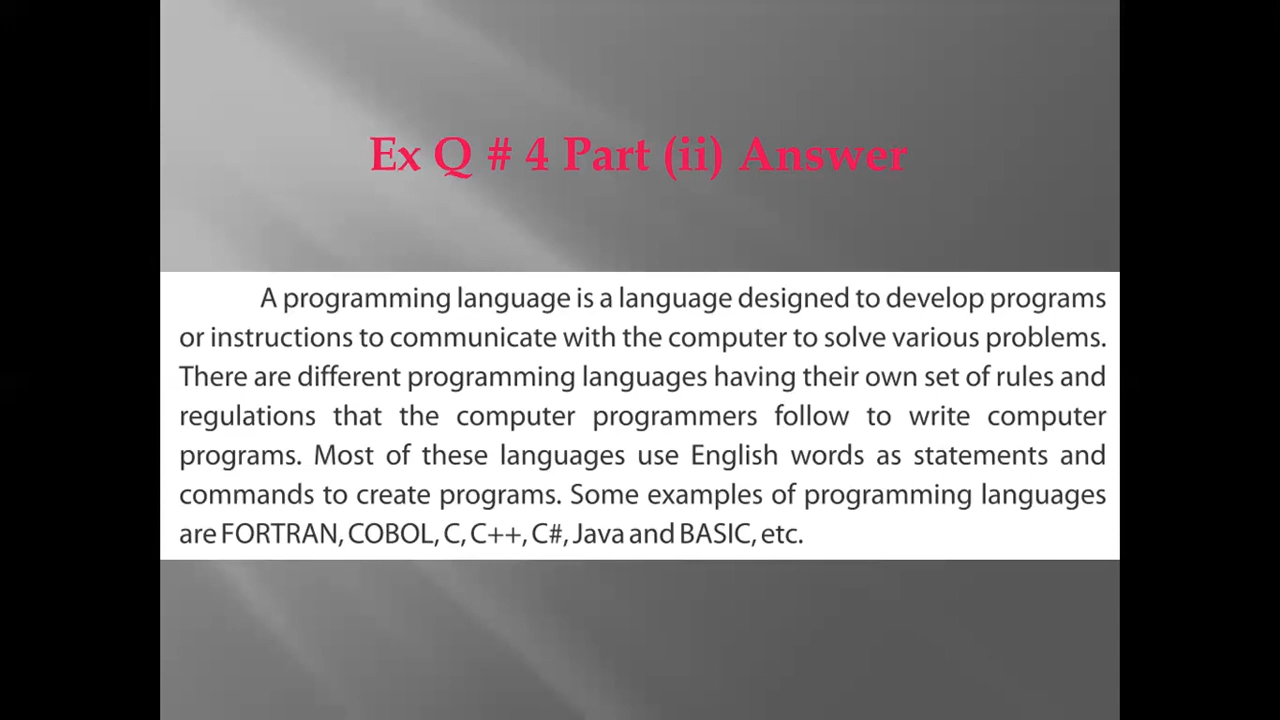 Ex Q # 4 Part (ii) Answer
A programming language is a language designed to develop programs
or instructions to communicate with the computer to solve various problems.
There are different programming languages having their own set of rules and
regulations that the computer programmers follow to write computer
programs. Most of these languages use English words as statements and
commands to create programs. Some examples of programming languages
are FORTRAN, COBOL, C, C++, C#, Java and BASIC, etc.